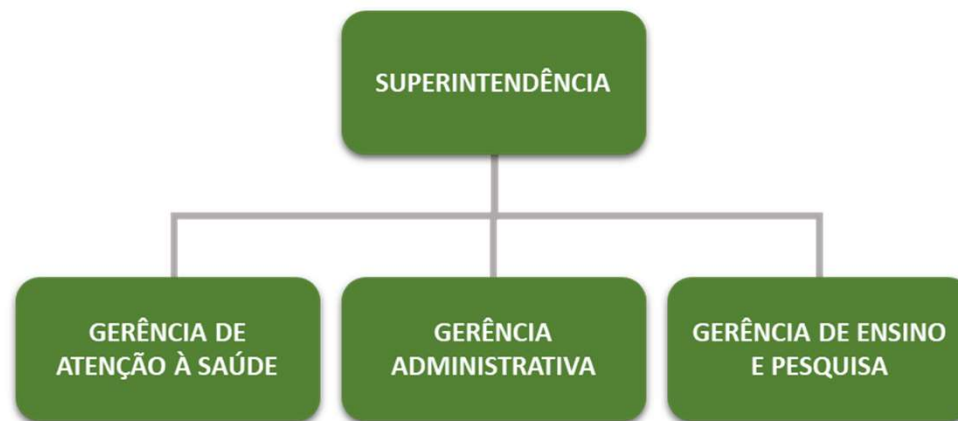 SUPERINTENDÊNCIA
GERÊNCIA DE
ATENÇÃO À SAÚDE
GERÊNCIA
ADMINISTRATIVA
GERÊNCIA DE ENSINO
E PESQUISA